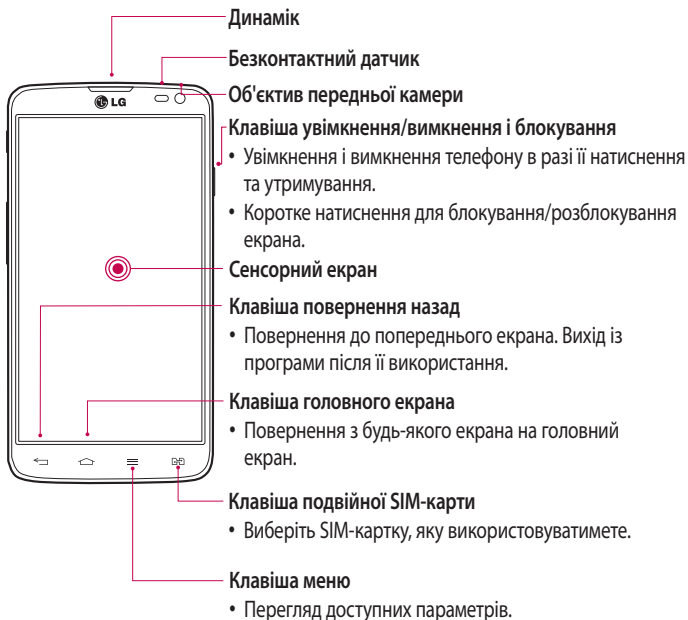 Динамік
Безконтактний датчик
Об'єктив передньої камери
LG
Клавіша увімкнення/вимкнення і блокування
• Увімкнення і вимкнення телефону в разі її натиснення
та утримування.
• Коротке натиснення для блокування/розблокування
екрана.
Сенсорний екран
Клавіша повернення назад
• Повернення до попереднього екрана. Вихід із
програми після її використання.
Клавіша головного екрана
• Повернення з будь-якого екрана на головний
екран.
Клавіша подвійної SIM-карти
• Виберіть SIM-картку, яку використовуватимете.
Клавіша меню
• Перегляд доступних параметрів.